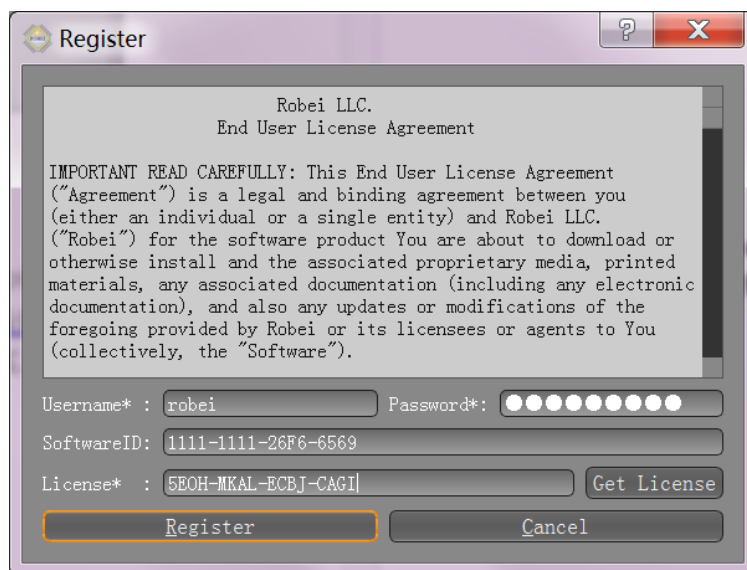 Register
Robei LLC.
End User License Agreement
IMPORTANT READ CAREFULLY: This End User License Agreement
("Agreement") is a legal and binding agreement between you
(either an individual or a single entity) and Robei LLC.
("Robei") for the software product You are about to download or
otherwise install and the associated proprietary media, printed
materials, any associated documentation (including any electronic
documentation), and also any updates or modifications of the
foregoing provided by Robei or its licensees or agents to You
(collectively, the "Software").
Username* : robei Password*: ●●●●●●●●●
SoftwareID: 1111-1111-26F6-6569
License* : 5EOH-MKAL-ECBJ-CAGI Get License
Register Cancel